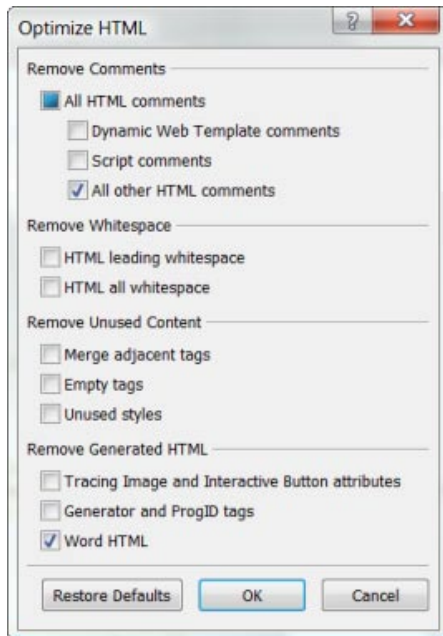 Optimize HTML
Remove Comments
All HTML comments
Dynamic Web Template comments
Script comments
All other HTML comments
Remove Whitespace
HTML leading whitespace
HTML all whitespace
Remove Unused Content
Merge adjacent tags
Empty tags
Unused styles
Remove Generated HTML
Tracing Image and Interactive Button attributes
Generator and ProgID tags
Word HTML
Restore Defaults OK Cancel